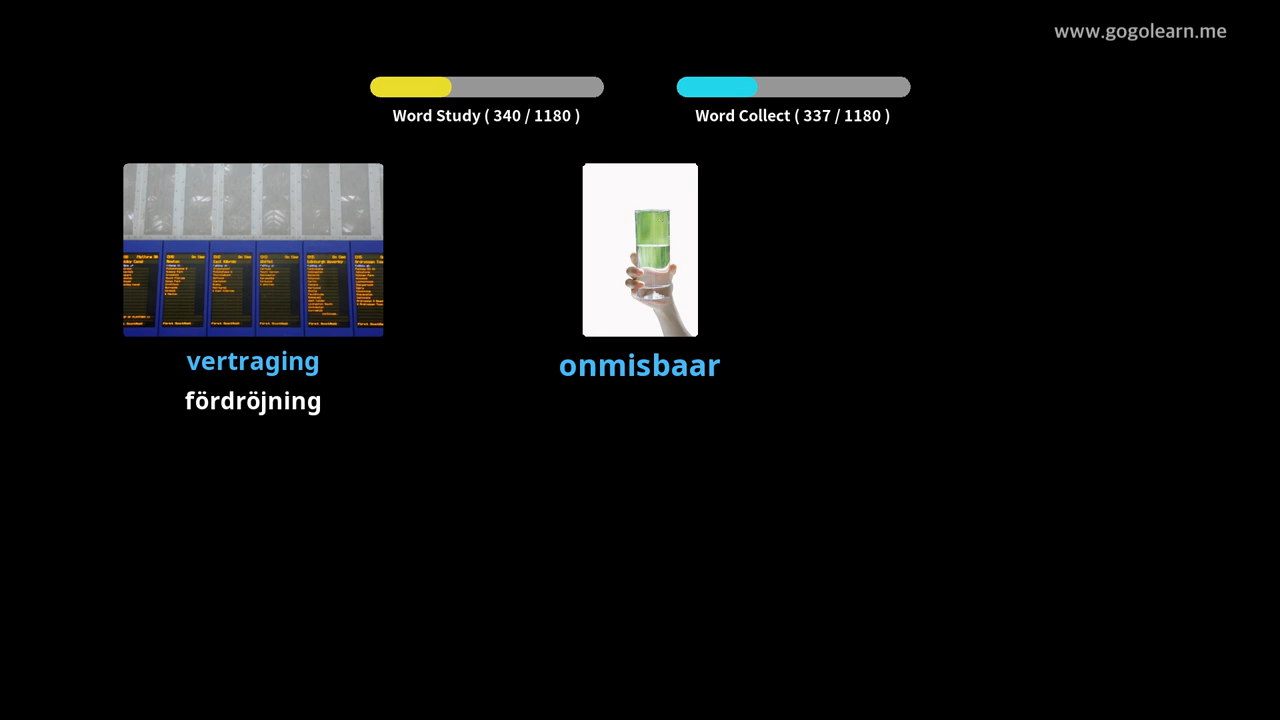 www.gogolearn.me
Word Study ( 340 / 1180 )
Word Collect ( 337 / 1180 )
vertraging
fördröjning
onmisbaar